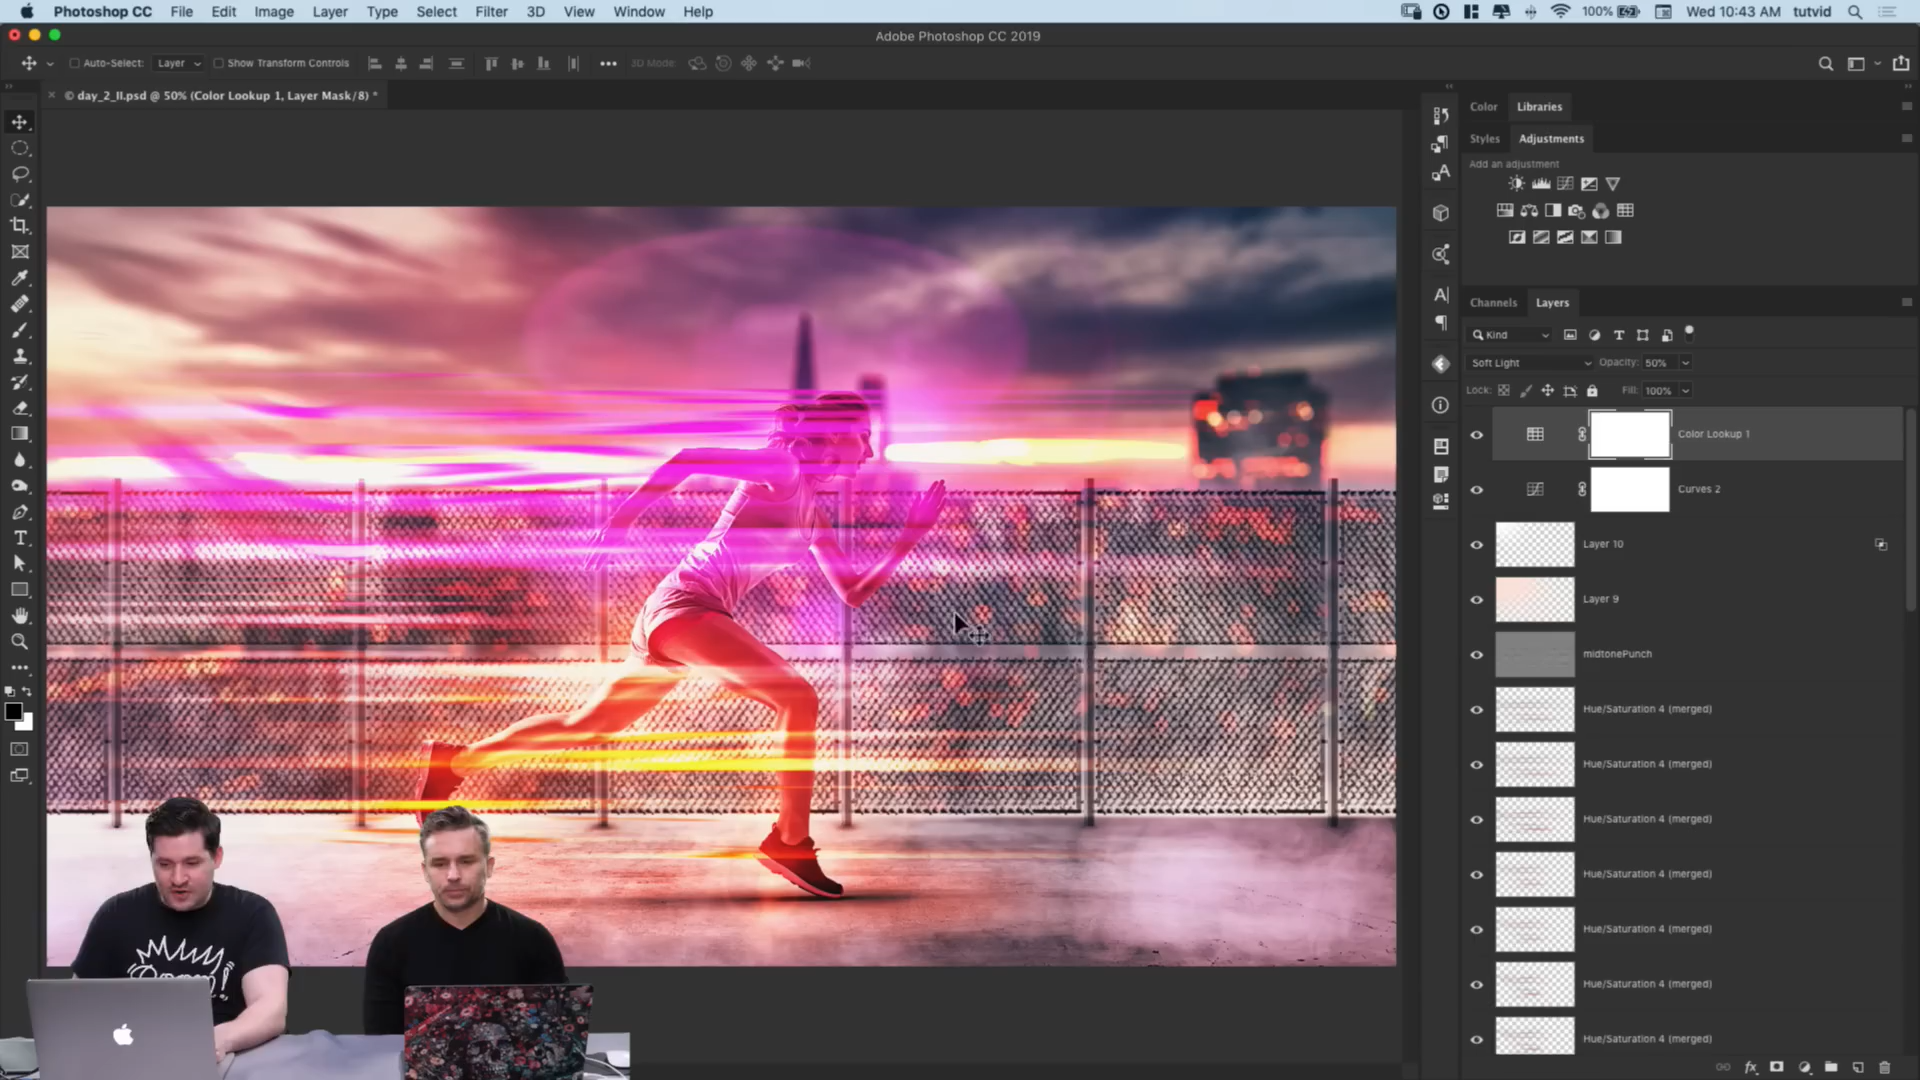 Photoshop CC File Edit Image Layer Type Select Filter 3D View Window Help 100% Wed 10:43 AM tutvid
Adobe Photoshop CC 2019
Auto-Select: Layer Show Transform Controls 3D Mode:
© day_2_II.psd @ 50% (Color Lookup 1, Layer Mask/8) *
Color Libraries
Styles Adjustments
Add an adjustment
Channels Layers
Kind
Soft Light Opacity: 50%
Lock: Fill: 100%
Color Lookup 1
Curves 2
Layer 10
Layer 9
midtonePunch
Hue/Saturation 4 (merged)
Hue/Saturation 4 (merged)
Hue/Saturation 4 (merged)
Hue/Saturation 4 (merged)
Hue/Saturation 4 (merged)
Hue/Saturation 4 (merged)
Hue/Saturation 4 (merged)